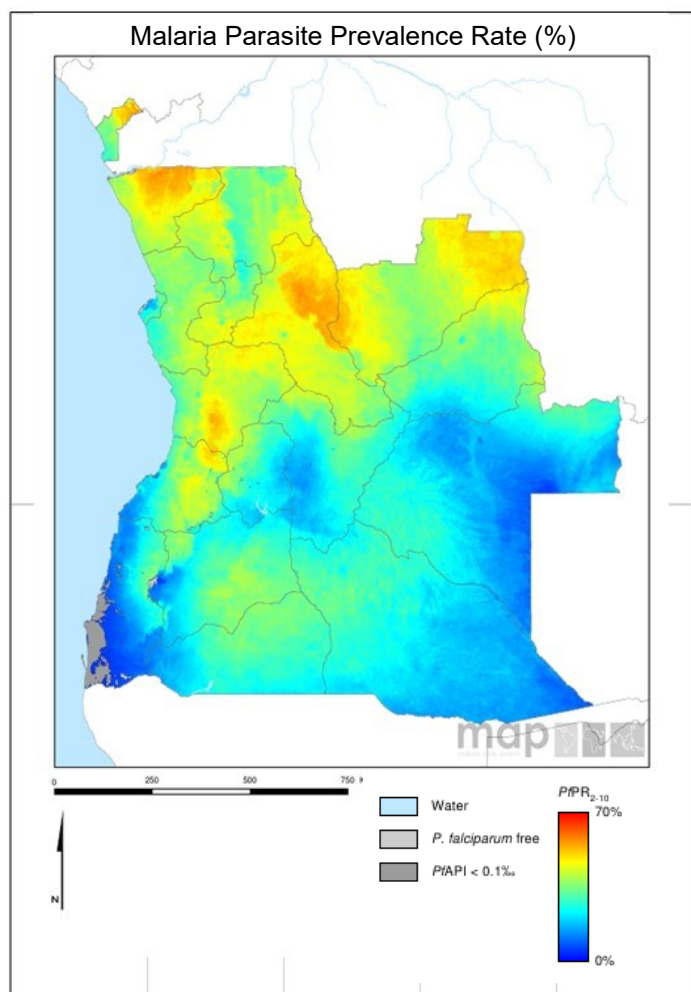 Malaria Parasite Prevalence Rate (%)
map
0 250 500 750 K
Water
P. falciparum free
PfAPI < 0.1‰
N
PfPR2-10
70%
0%